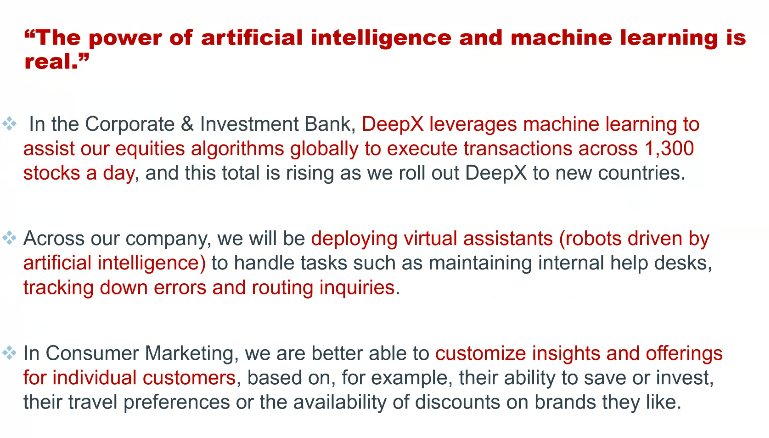 “The power of artificial intelligence and machine learning is
real.”
❖ In the Corporate & Investment Bank, DeepX leverages machine learning to
assist our equities algorithms globally to execute transactions across 1,300
stocks a day, and this total is rising as we roll out DeepX to new countries.
❖ Across our company, we will be deploying virtual assistants (robots driven by
artificial intelligence) to handle tasks such as maintaining internal help desks,
tracking down errors and routing inquiries.
❖ In Consumer Marketing, we are better able to customize insights and offerings
for individual customers, based on, for example, their ability to save or invest,
their travel preferences or the availability of discounts on brands they like.